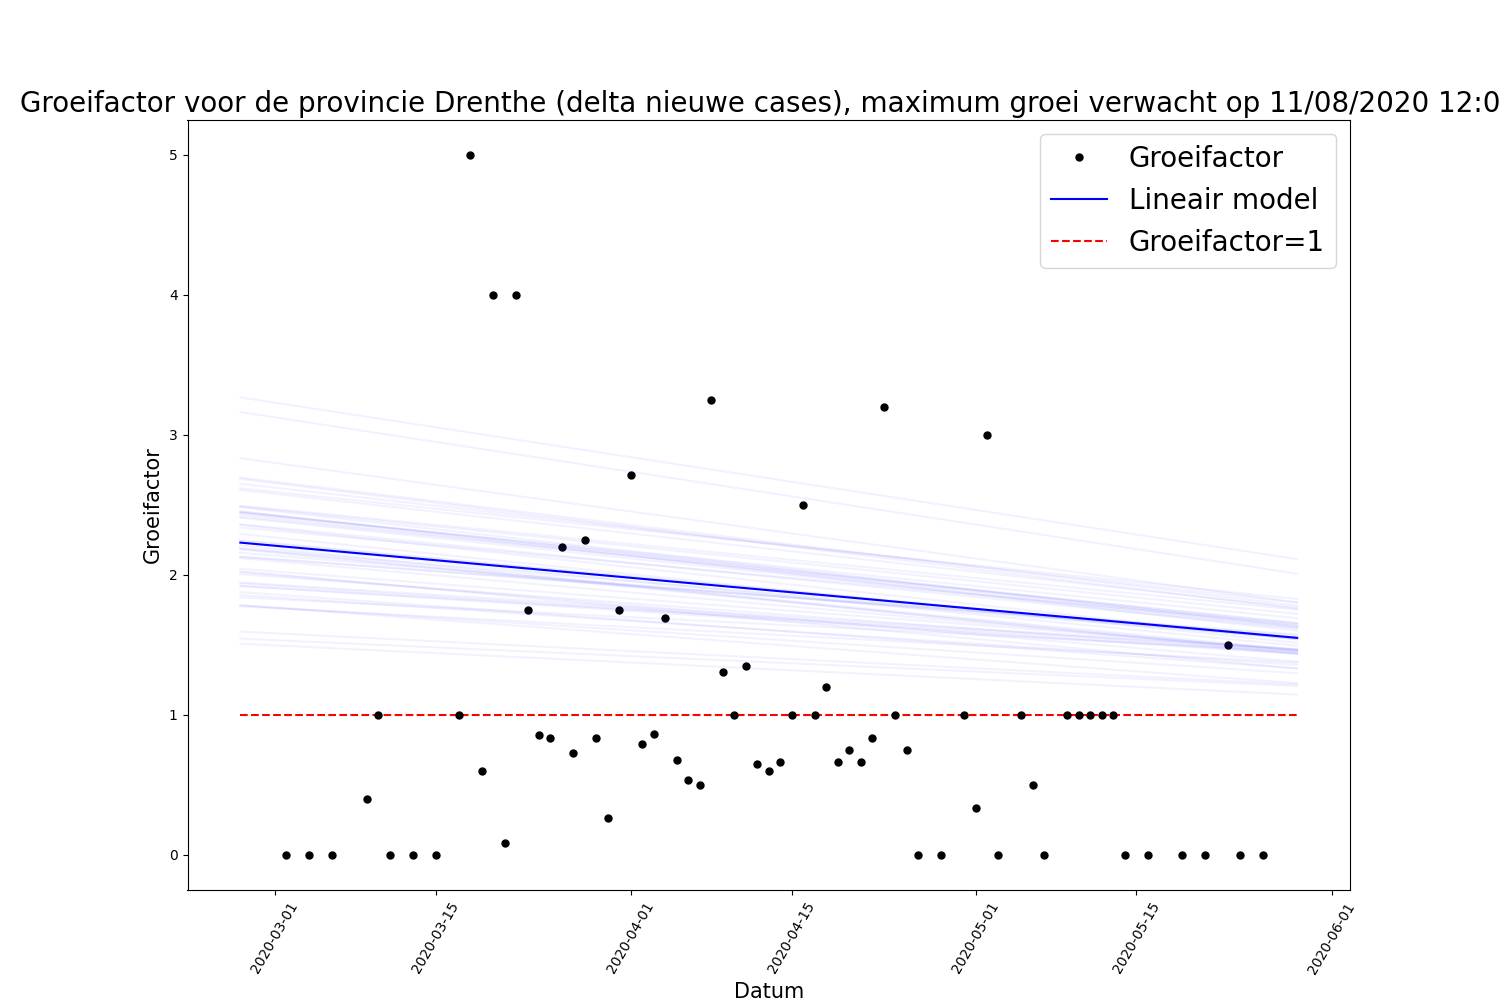 Groeifactor voor de provincie Drenthe (delta nieuwe cases), maximum groei verwacht op 11/08/2020 12:0
Groeifactor
Lineair model
Groeifactor=1
5
4
3
2
1
0
Groeifactor
2020-03-01
2020-03-15
2020-04-01
2020-04-15
2020-05-01
2020-05-15
2020-06-01
Datum